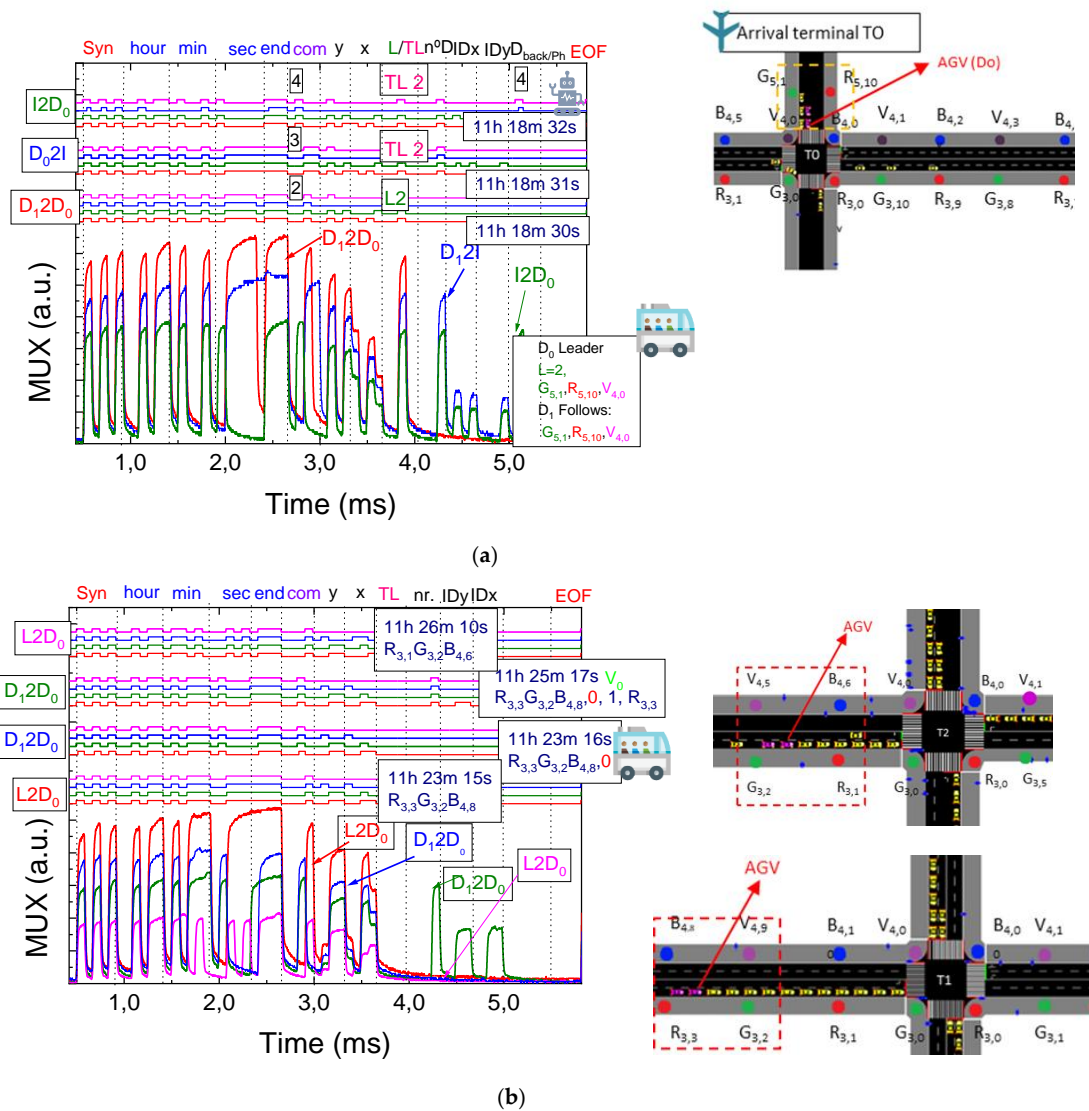 Syn hour min sec end com y x L/TL nºD IDx IDy D_back/Ph EOF
4 TL 2 4
I2D₀
11h 18m 32s
D₀2I 3 TL 2
11h 18m 31s
D₁2D₀ 2 L2
11h 18m 30s
D₁2D₀
D₁2I
I2D₀
D₀ Leader
L=2,
G₅,₁,R₅,₁₀,V₄,₀
D₁ Follows:
G₅,₁,R₅,₁₀,V₄,₀
MUX (a.u.)
1,0 2,0 3,0 4,0 5,0
Time (ms)
Arrival terminal TO
G₅,₁ R₅,₁₀ AGV (Do)
B₄,₅ V₄,₀ B₄,₀ V₄,₁ B₄,₂ V₄,₃ B₄,
T0
R₃,₁ G₃,₀ R₃,₀ G₃,₁₀ R₃,₉ G₃,₈ R₃,
v
(a)
Syn hour min sec end com y x TL nr. IDy IDx EOF
L2D₀
11h 26m 10s
R₃,₁G₃,₂B₄,₆
D₁2D₀
11h 25m 17s V₀
R₃,₃G₃,₂B₄,₈,0, 1, R₃,₃
D₁2D₀
11h 23m 16s
R₃,₃G₃,₂B₄,₈,0
L2D₀
11h 23m 15s
R₃,₃G₃,₂B₄,₈
L2D₀
D₁2D₀
D₁2D₀
L2D₀
MUX (a.u.)
1,0 2,0 3,0 4,0 5,0
Time (ms)
AGV
V₄,₅ B₄,₆ V₄,₀ B₄,₀ V₄,₁
T2
G₃,₂ R₃,₁ G₃,₀ R₃,₀ G₃,₅
AGV
B₄,₈ V₄,₉ B₄,₁ V₄,₀ B₄,₀ V₄,₁
0 0
T1
R₃,₃ G₃,₂ R₃,₁ G₃,₀ R₃,₀ G₃,₁
(b)